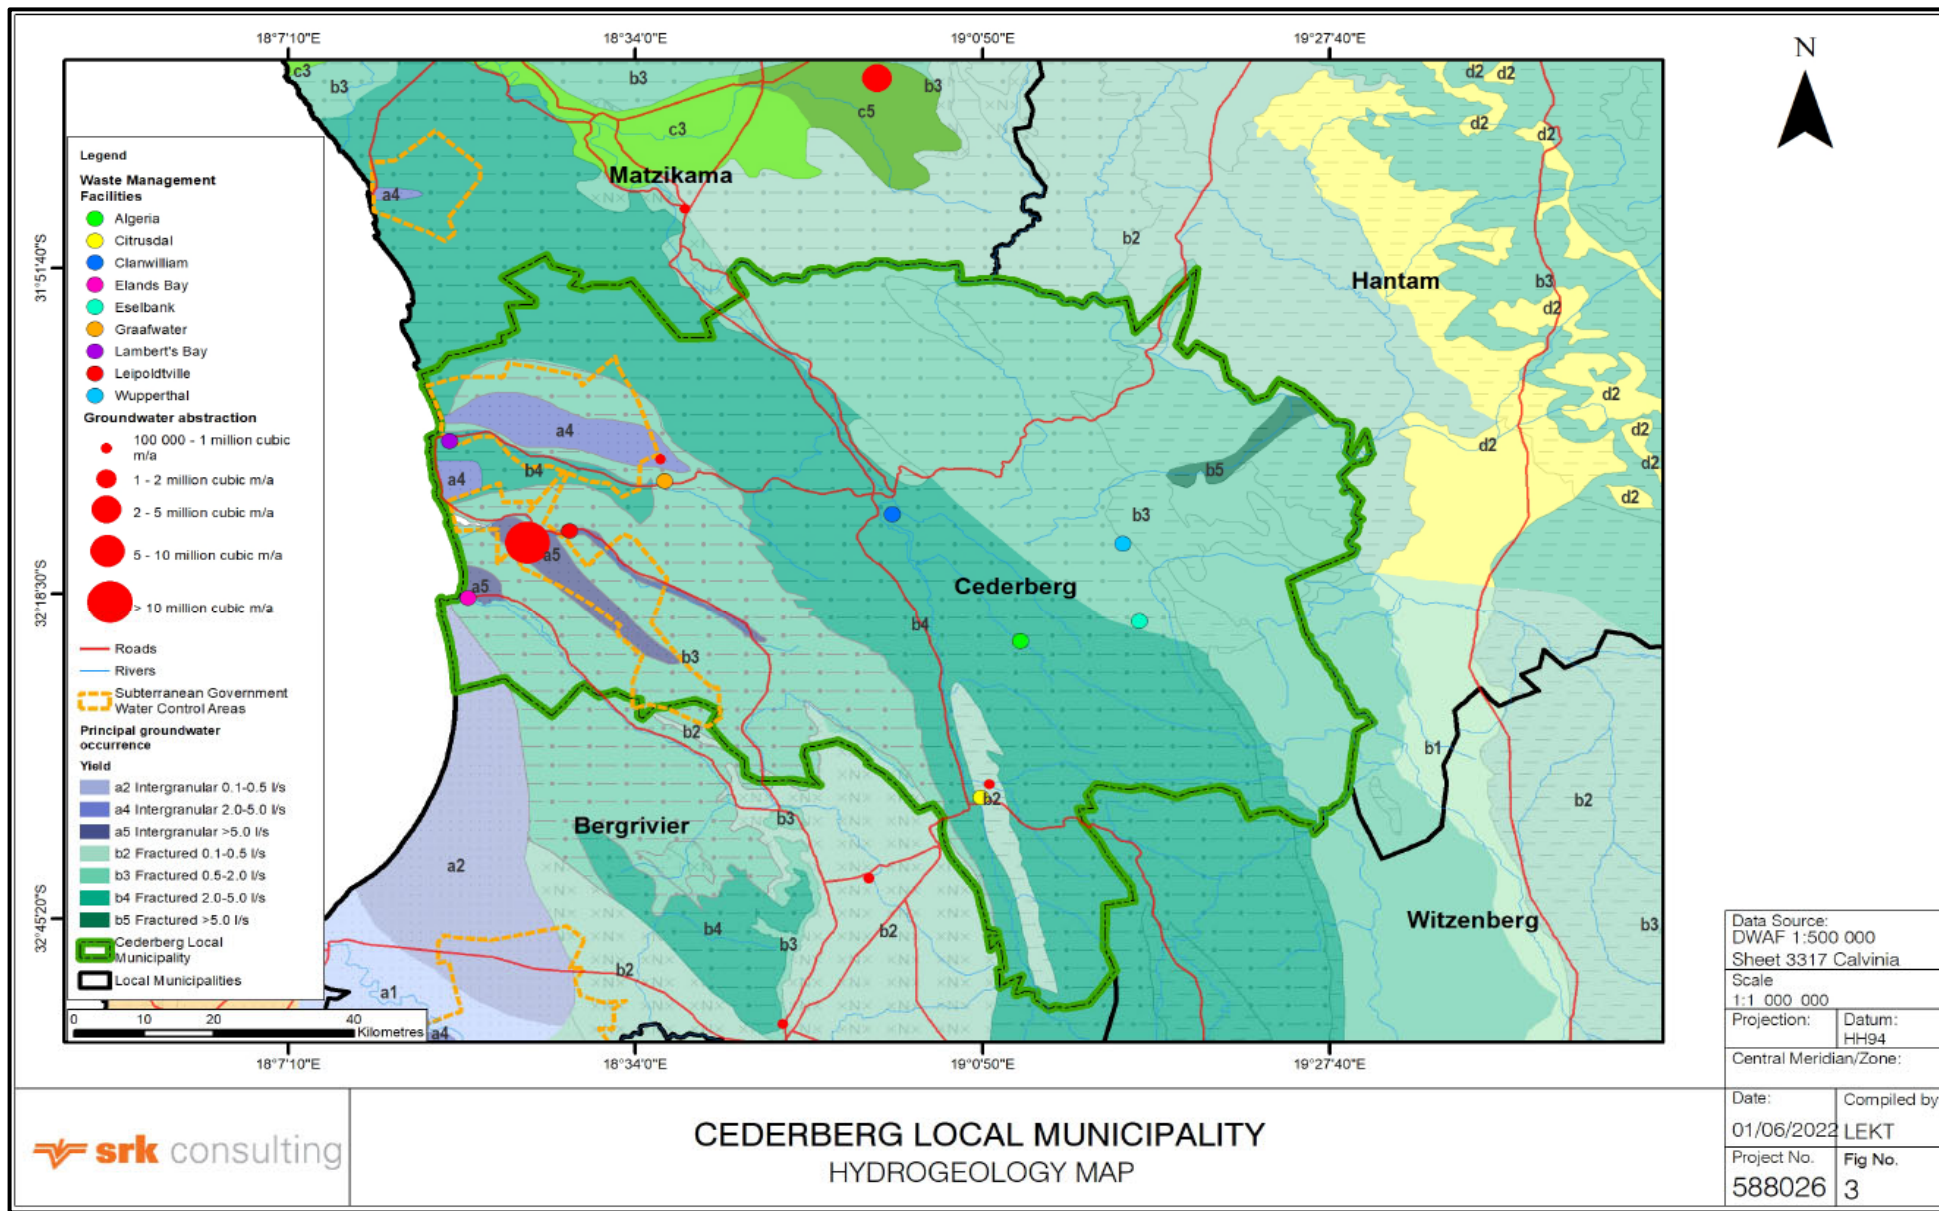 18°7'10"E
18°34'0"E
19°0'50"E
19°27'40"E
N
31°51'40"S
32°18'30"S
32°45'20"S
Legend
Waste Management
Facilities
Algeria
Citrusdal
Clanwilliam
Elands Bay
Eselbank
Graafwater
Lambert's Bay
Leipoldtville
Wupperthal
Groundwater abstraction
100 000 - 1 million cubic
m/a
1 - 2 million cubic m/a
2 - 5 million cubic m/a
5 - 10 million cubic m/a
> 10 million cubic m/a
Roads
Rivers
Subterranean Government
Water Control Areas
Principal groundwater
occurrence
Yield
a2 Intergranular 0.1-0.5 l/s
a4 Intergranular 2.0-5.0 l/s
a5 Intergranular >5.0 l/s
b2 Fractured 0.1-0.5 l/s
b3 Fractured 0.5-2.0 l/s
b4 Fractured 2.0-5.0 l/s
b5 Fractured >5.0 l/s
Cederberg Local
Municipality
Local Municipalities
0 10 20 40
Kilometres
c3
b3
b3
c3
c5
b3
d2 d2
d2
d2
Matzikama
a4
b2
Hantam
b3
d2
d2
a4
d2
d2
d2
d2
a4
b4
b5
b3
a5
a5
Cederberg
b4
b3
b2
b1
b2
b2
Bergrivier
b3
a2
Witzenberg
b4
b3
b2
b3
b2
a1
a4
18°7'10"E
18°34'0"E
19°0'50"E
19°27'40"E
Data Source:
DWAF 1:500 000
Sheet 3317 Calvinia
Scale
1:1 000 000
Projection:
Datum:
HH94
Central Meridian/Zone:
Date:
01/06/2022
Compiled by
LEKT
Project No.
588026
Fig No.
3
srk consulting
CEDERBERG LOCAL MUNICIPALITY
HYDROGEOLOGY MAP